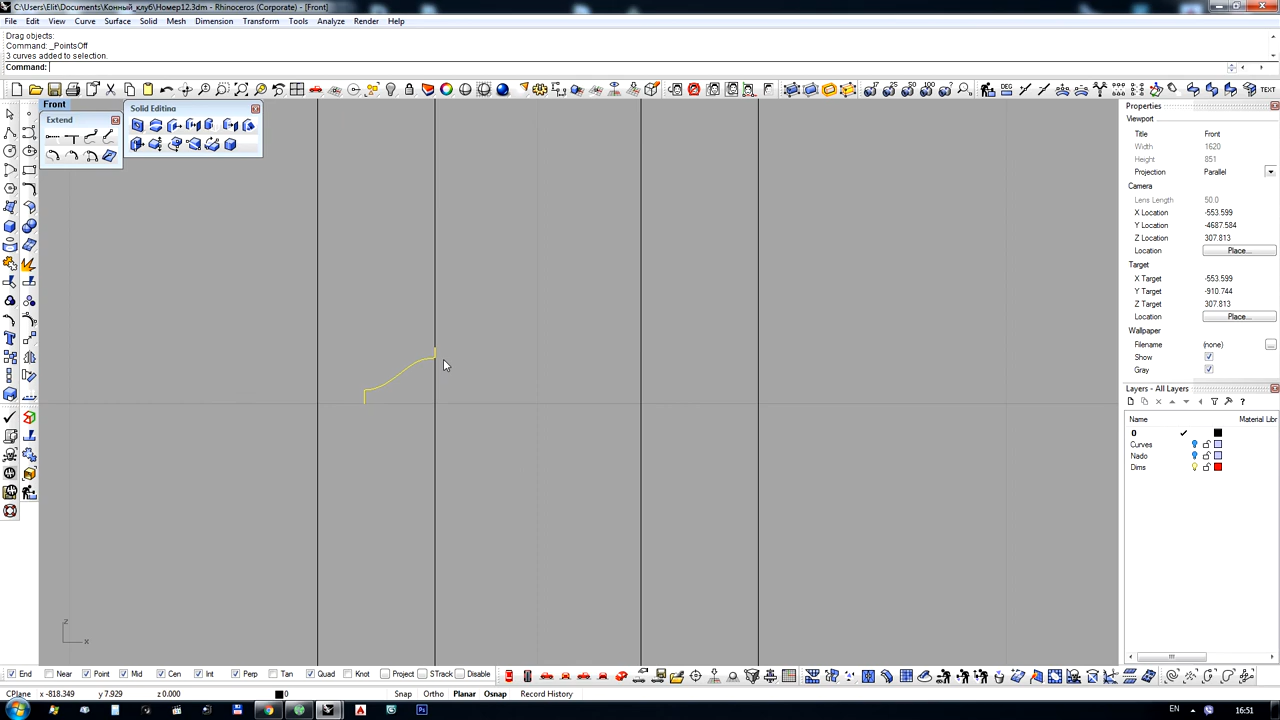 C:\Users\Elit\Documents\Конный_клуб\Номер12.3dm - Rhinoceros (Corporate) - [Front]
File Edit View Curve Surface Solid Mesh Dimension Transform Tools Analyze Render Help
Drag objects:
Command: _PointsOff
3 curves added to selection.
Command:
TEXT
Front
Extend
Solid Editing
Properties
Viewport
Title Front
Width 1620
Height 851
Projection Parallel
Camera
Lens Length 50.0
X Location -553.599
Y Location -4687.584
Z Location 307.813
Location Place...
Target
X Target -553.599
Y Target -910.744
Z Target 307.813
Location Place...
Wallpaper
Filename (none)
Show
Gray
Layers - All Layers
Name Material Libr
0
Curves
Nado
Dims
z
x
End Near Point Mid Cen Int Perp Tan Quad Knot Project STrack Disable
CPlane x -818.349 y 7.929 z 0.000 0 Snap Ortho Planar Osnap Record History
EN 16:51